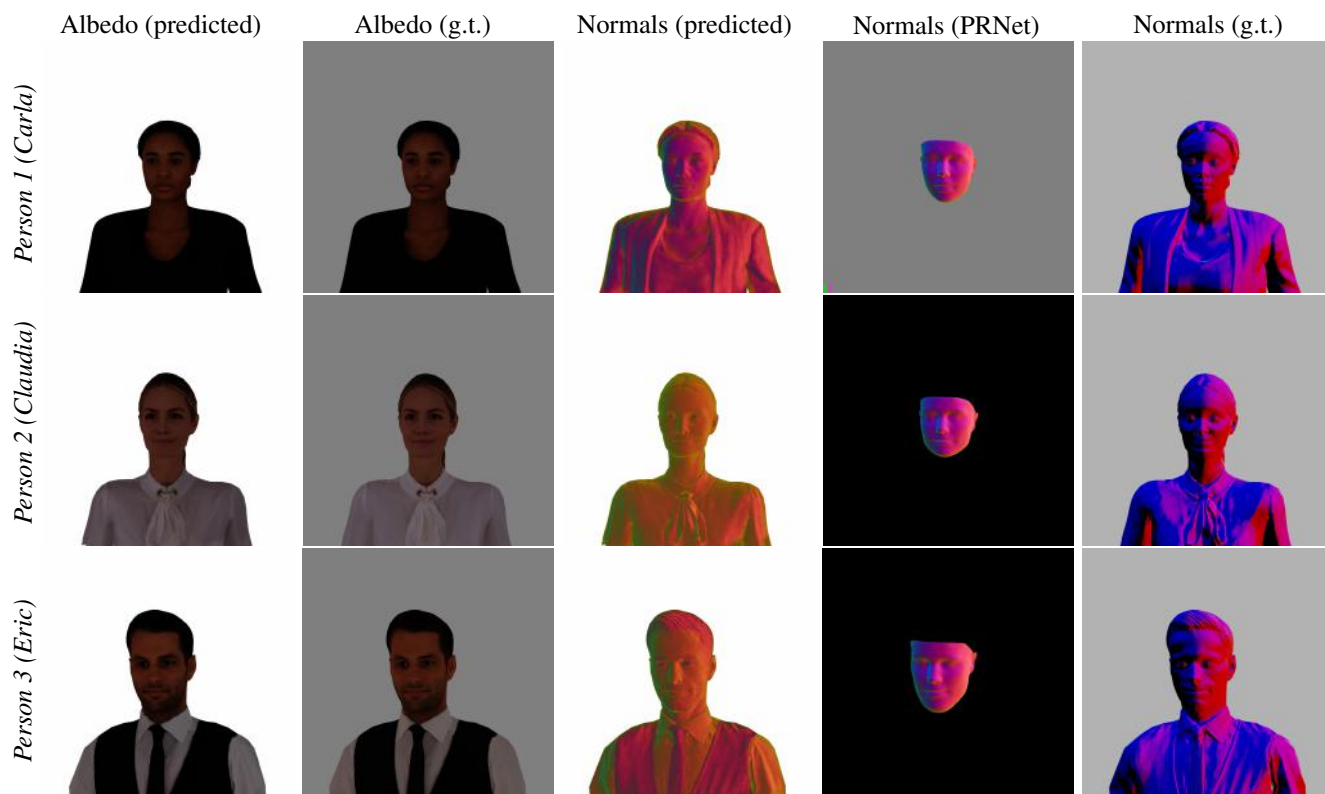 Albedo (predicted) Albedo (g.t.) Normals (predicted) Normals (PRNet) Normals (g.t.)
Person 1 (Carla)
Person 2 (Claudia)
Person 3 (Eric)